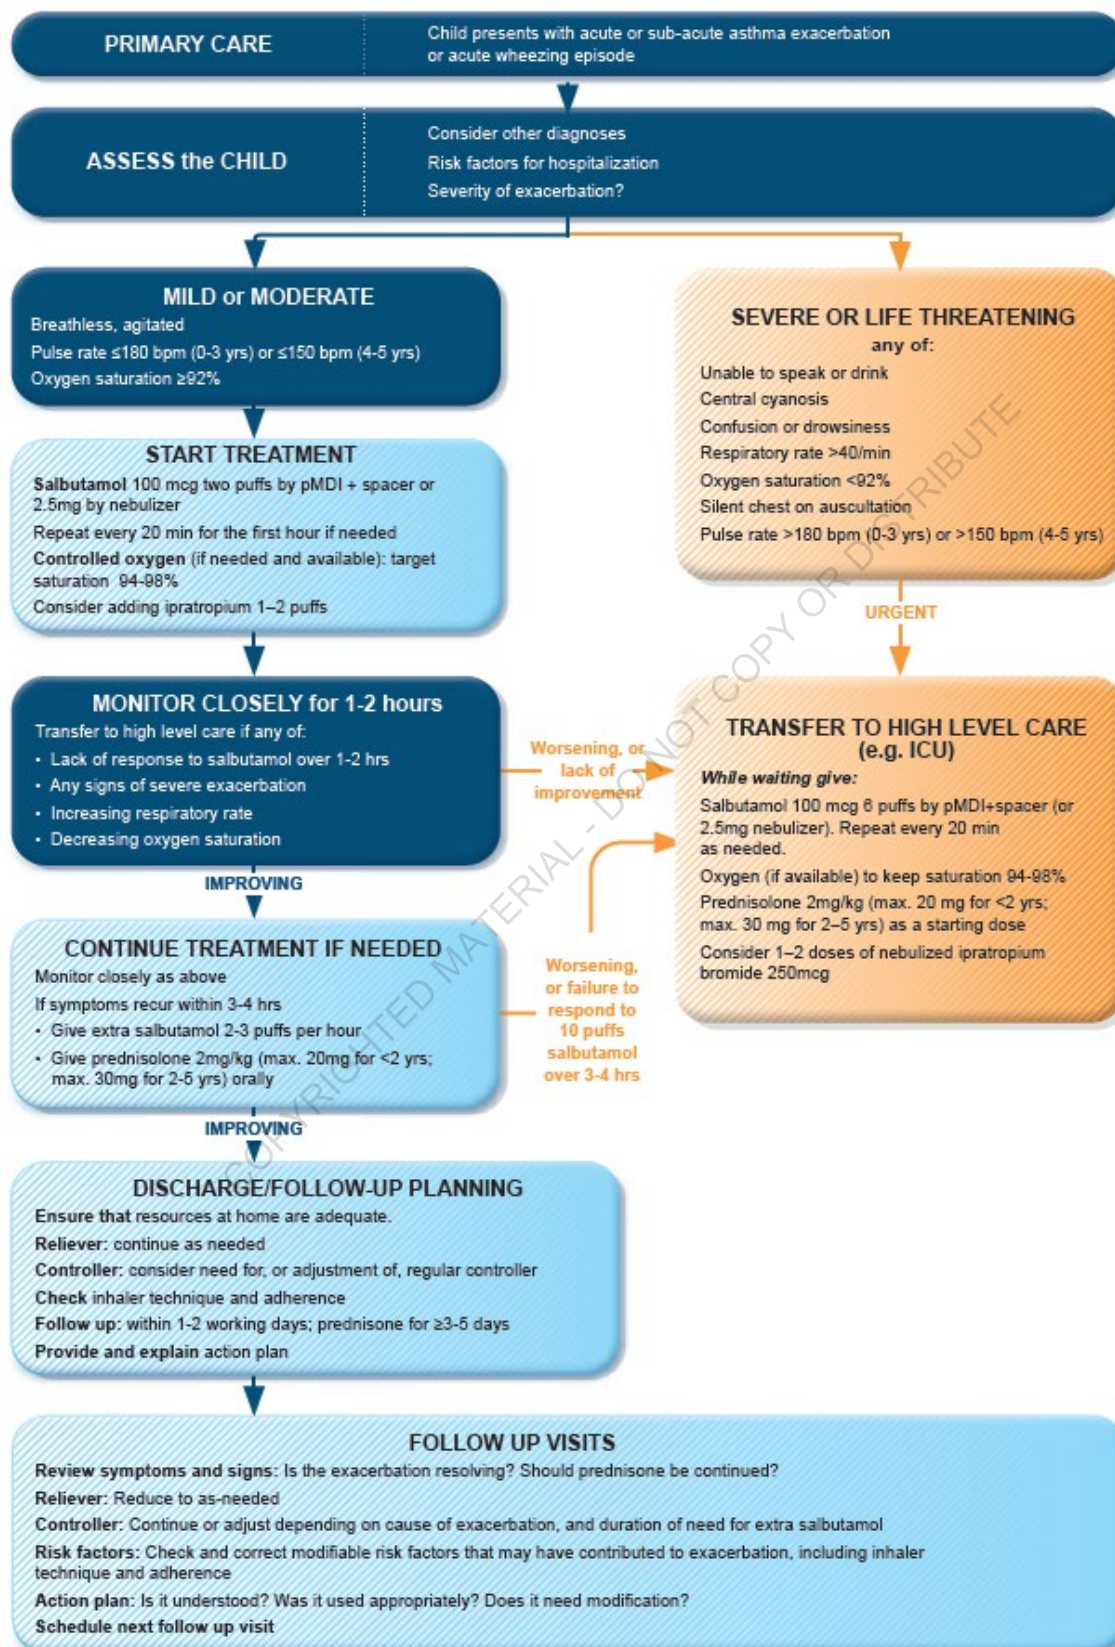 PRIMARY CARE
Child presents with acute or sub-acute asthma exacerbation
or acute wheezing episode
ASSESS the CHILD
Consider other diagnoses
Risk factors for hospitalization
Severity of exacerbation?
MILD or MODERATE
Breathless, agitated
Pulse rate ≤180 bpm (0-3 yrs) or ≤150 bpm (4-5 yrs)
Oxygen saturation ≥92%
SEVERE OR LIFE THREATENING
any of:
Unable to speak or drink
Central cyanosis
Confusion or drowsiness
Respiratory rate >40/min
Oxygen saturation <92%
Silent chest on auscultation
Pulse rate >180 bpm (0-3 yrs) or >150 bpm (4-5 yrs)
START TREATMENT
Salbutamol 100 mcg two puffs by pMDI + spacer or
2.5mg by nebulizer
Repeat every 20 min for the first hour if needed
Controlled oxygen (if needed and available): target
saturation 94-98%
Consider adding ipratropium 1–2 puffs
URGENT
MONITOR CLOSELY for 1-2 hours
Transfer to high level care if any of:
• Lack of response to salbutamol over 1-2 hrs
• Any signs of severe exacerbation
• Increasing respiratory rate
• Decreasing oxygen saturation
Worsening, or
lack of
improvement
TRANSFER TO HIGH LEVEL CARE
(e.g. ICU)
While waiting give:
Salbutamol 100 mcg 6 puffs by pMDI+spacer (or
2.5mg nebulizer). Repeat every 20 min
as needed.
Oxygen (if available) to keep saturation 94-98%
Prednisolone 2mg/kg (max. 20 mg for <2 yrs;
max. 30 mg for 2–5 yrs) as a starting dose
Consider 1–2 doses of nebulized ipratropium
bromide 250mcg
IMPROVING
CONTINUE TREATMENT IF NEEDED
Monitor closely as above
If symptoms recur within 3-4 hrs
• Give extra salbutamol 2-3 puffs per hour
• Give prednisolone 2mg/kg (max. 20mg for <2 yrs;
max. 30mg for 2-5 yrs) orally
Worsening,
or failure to
respond to
10 puffs
salbutamol
over 3-4 hrs
IMPROVING
DISCHARGE/FOLLOW-UP PLANNING
Ensure that resources at home are adequate.
Reliever: continue as needed
Controller: consider need for, or adjustment of, regular controller
Check inhaler technique and adherence
Follow up: within 1-2 working days; prednisone for ≥3-5 days
Provide and explain action plan
FOLLOW UP VISITS
Review symptoms and signs: Is the exacerbation resolving? Should prednisone be continued?
Reliever: Reduce to as-needed
Controller: Continue or adjust depending on cause of exacerbation, and duration of need for extra salbutamol
Risk factors: Check and correct modifiable risk factors that may have contributed to exacerbation, including inhaler
technique and adherence
Action plan: Is it understood? Was it used appropriately? Does it need modification?
Schedule next follow up visit
COPYRIGHTED MATERIAL - DO NOT COPY OR DISTRIBUTE